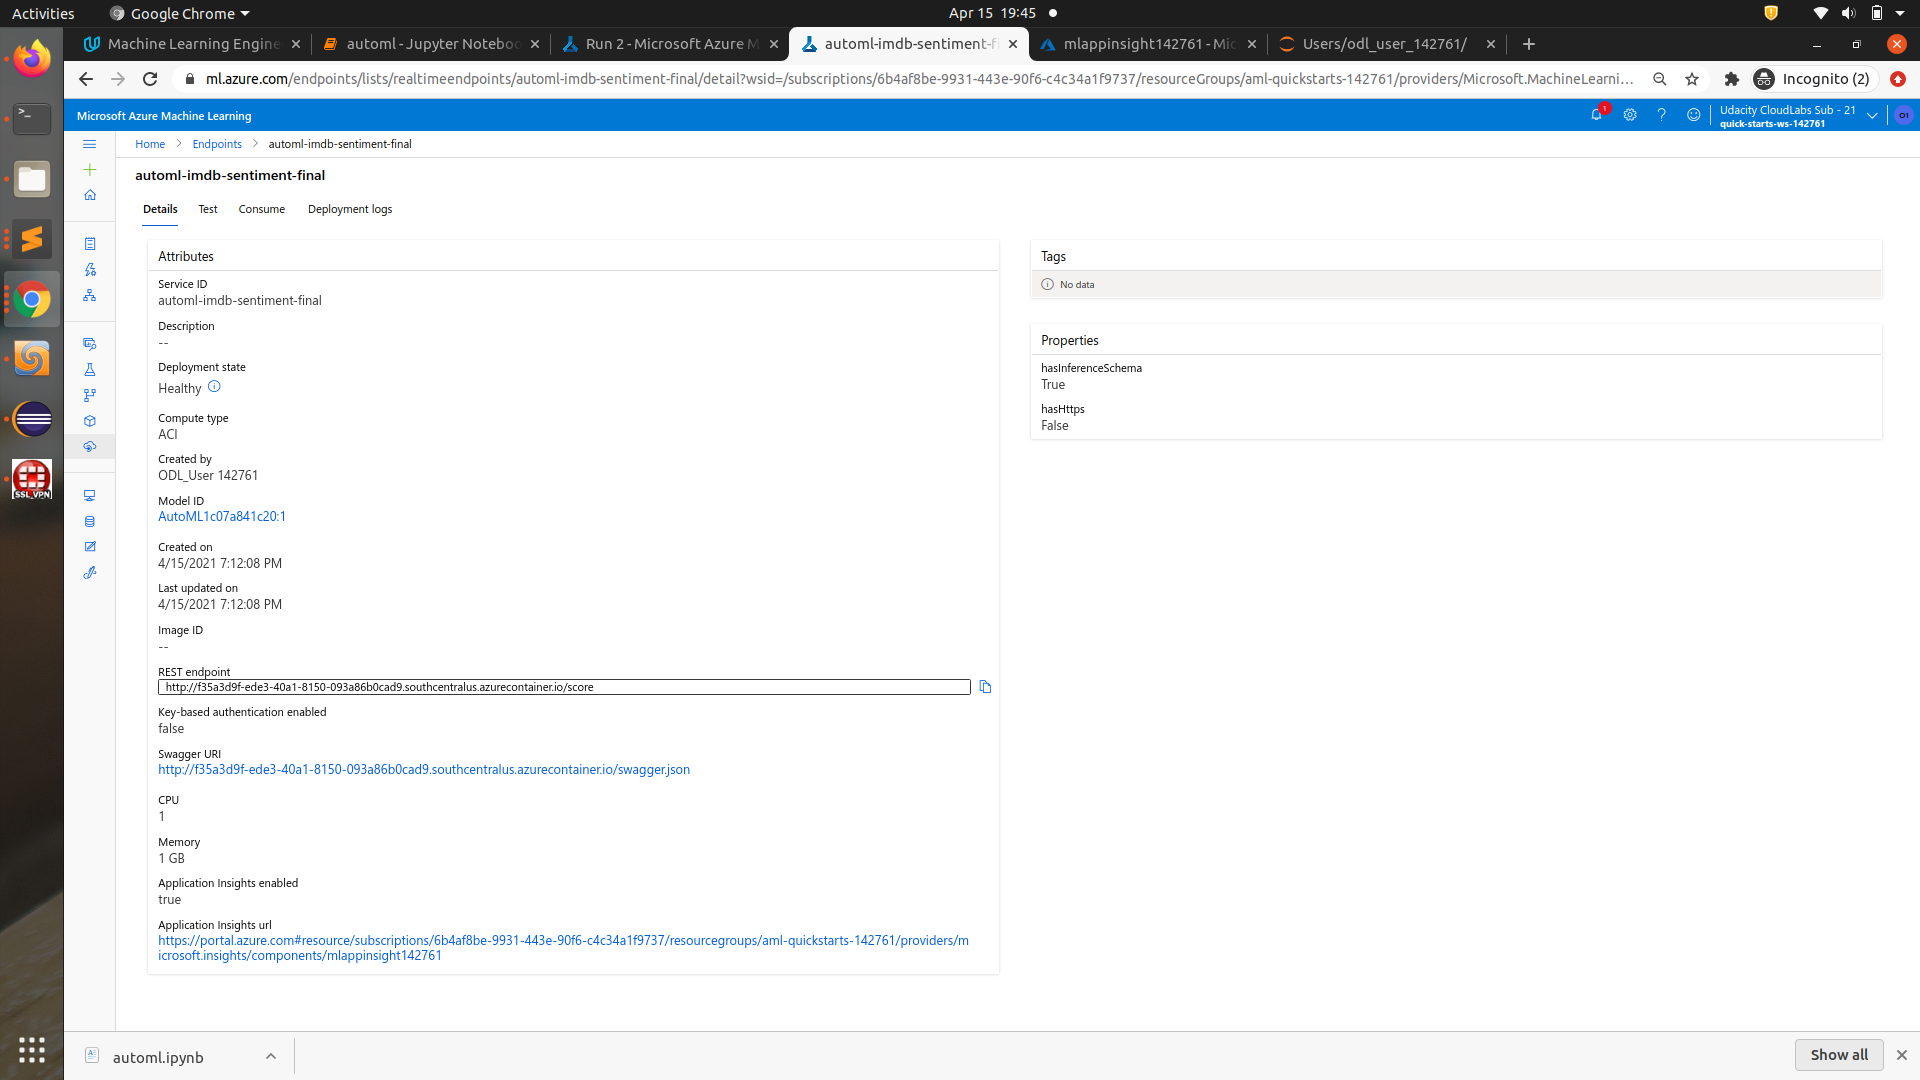 Activities
Google Chrome
Apr 15 19:45
Machine Learning Engine
automl - Jupyter Notebo
Run 2 - Microsoft Azure M
automl-imdb-sentiment-f
mlappinsight142761 - Mic
Users/odl_user_142761/
ml.azure.com/endpoints/lists/realtimeendpoints/automl-imdb-sentiment-final/detail?wsid=/subscriptions/6b4af8be-9931-443e-90f6-c4c34a1f9737/resourceGroups/aml-quickstarts-142761/providers/Microsoft.MachineLearni...
Incognito (2)
Microsoft Azure Machine Learning
1
Udacity CloudLabs Sub - 21
quick-starts-ws-142761
O1
Home > Endpoints > automl-imdb-sentiment-final
automl-imdb-sentiment-final
Details Test Consume Deployment logs
Attributes
Service ID
automl-imdb-sentiment-final
Description
--
Deployment state
Healthy
Compute type
ACI
Created by
ODL_User 142761
Model ID
AutoML1c07a841c20:1
Created on
4/15/2021 7:12:08 PM
Last updated on
4/15/2021 7:12:08 PM
Image ID
--
REST endpoint
http://f35a3d9f-ede3-40a1-8150-093a86b0cad9.southcentralus.azurecontainer.io/score
Key-based authentication enabled
false
Swagger URI
http://f35a3d9f-ede3-40a1-8150-093a86b0cad9.southcentralus.azurecontainer.io/swagger.json
CPU
1
Memory
1 GB
Application Insights enabled
true
Application Insights url
https://portal.azure.com#resource/subscriptions/6b4af8be-9931-443e-90f6-c4c34a1f9737/resourcegroups/aml-quickstarts-142761/providers/m
icrosoft.insights/components/mlappinsight142761
Tags
No data
Properties
hasInferenceSchema
True
hasHttps
False
SSL VPN
automl.ipynb
Show all